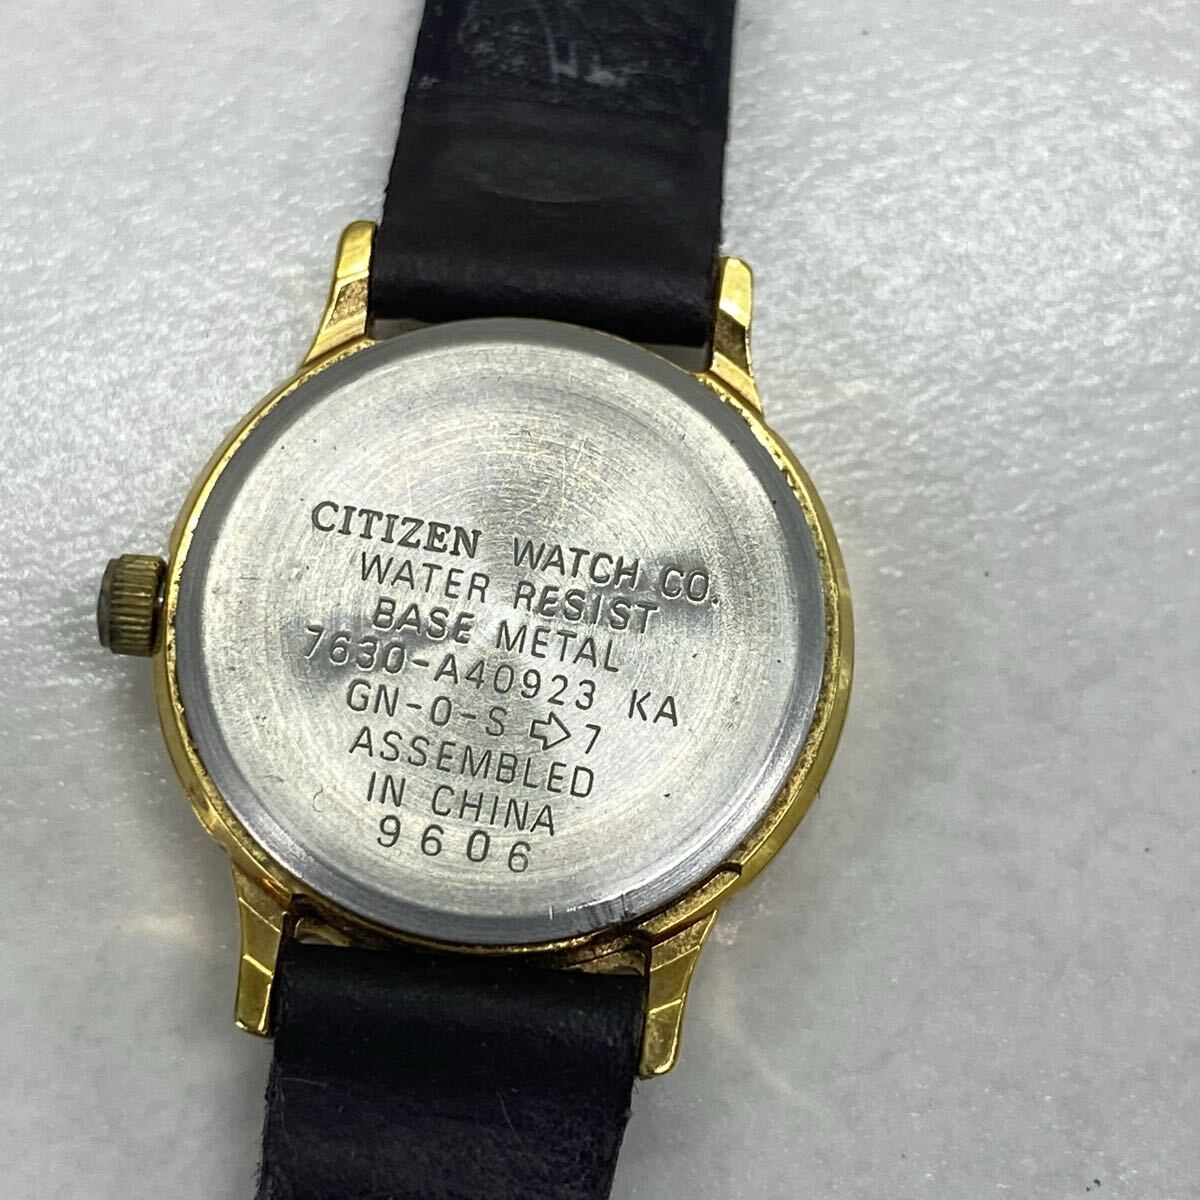 CITIZEN WATCH CO.
WATER RESIST
BASE METAL
7630-A40923 KA
GN-0-S ⇨7
ASSEMBLED
IN CHINA
9606